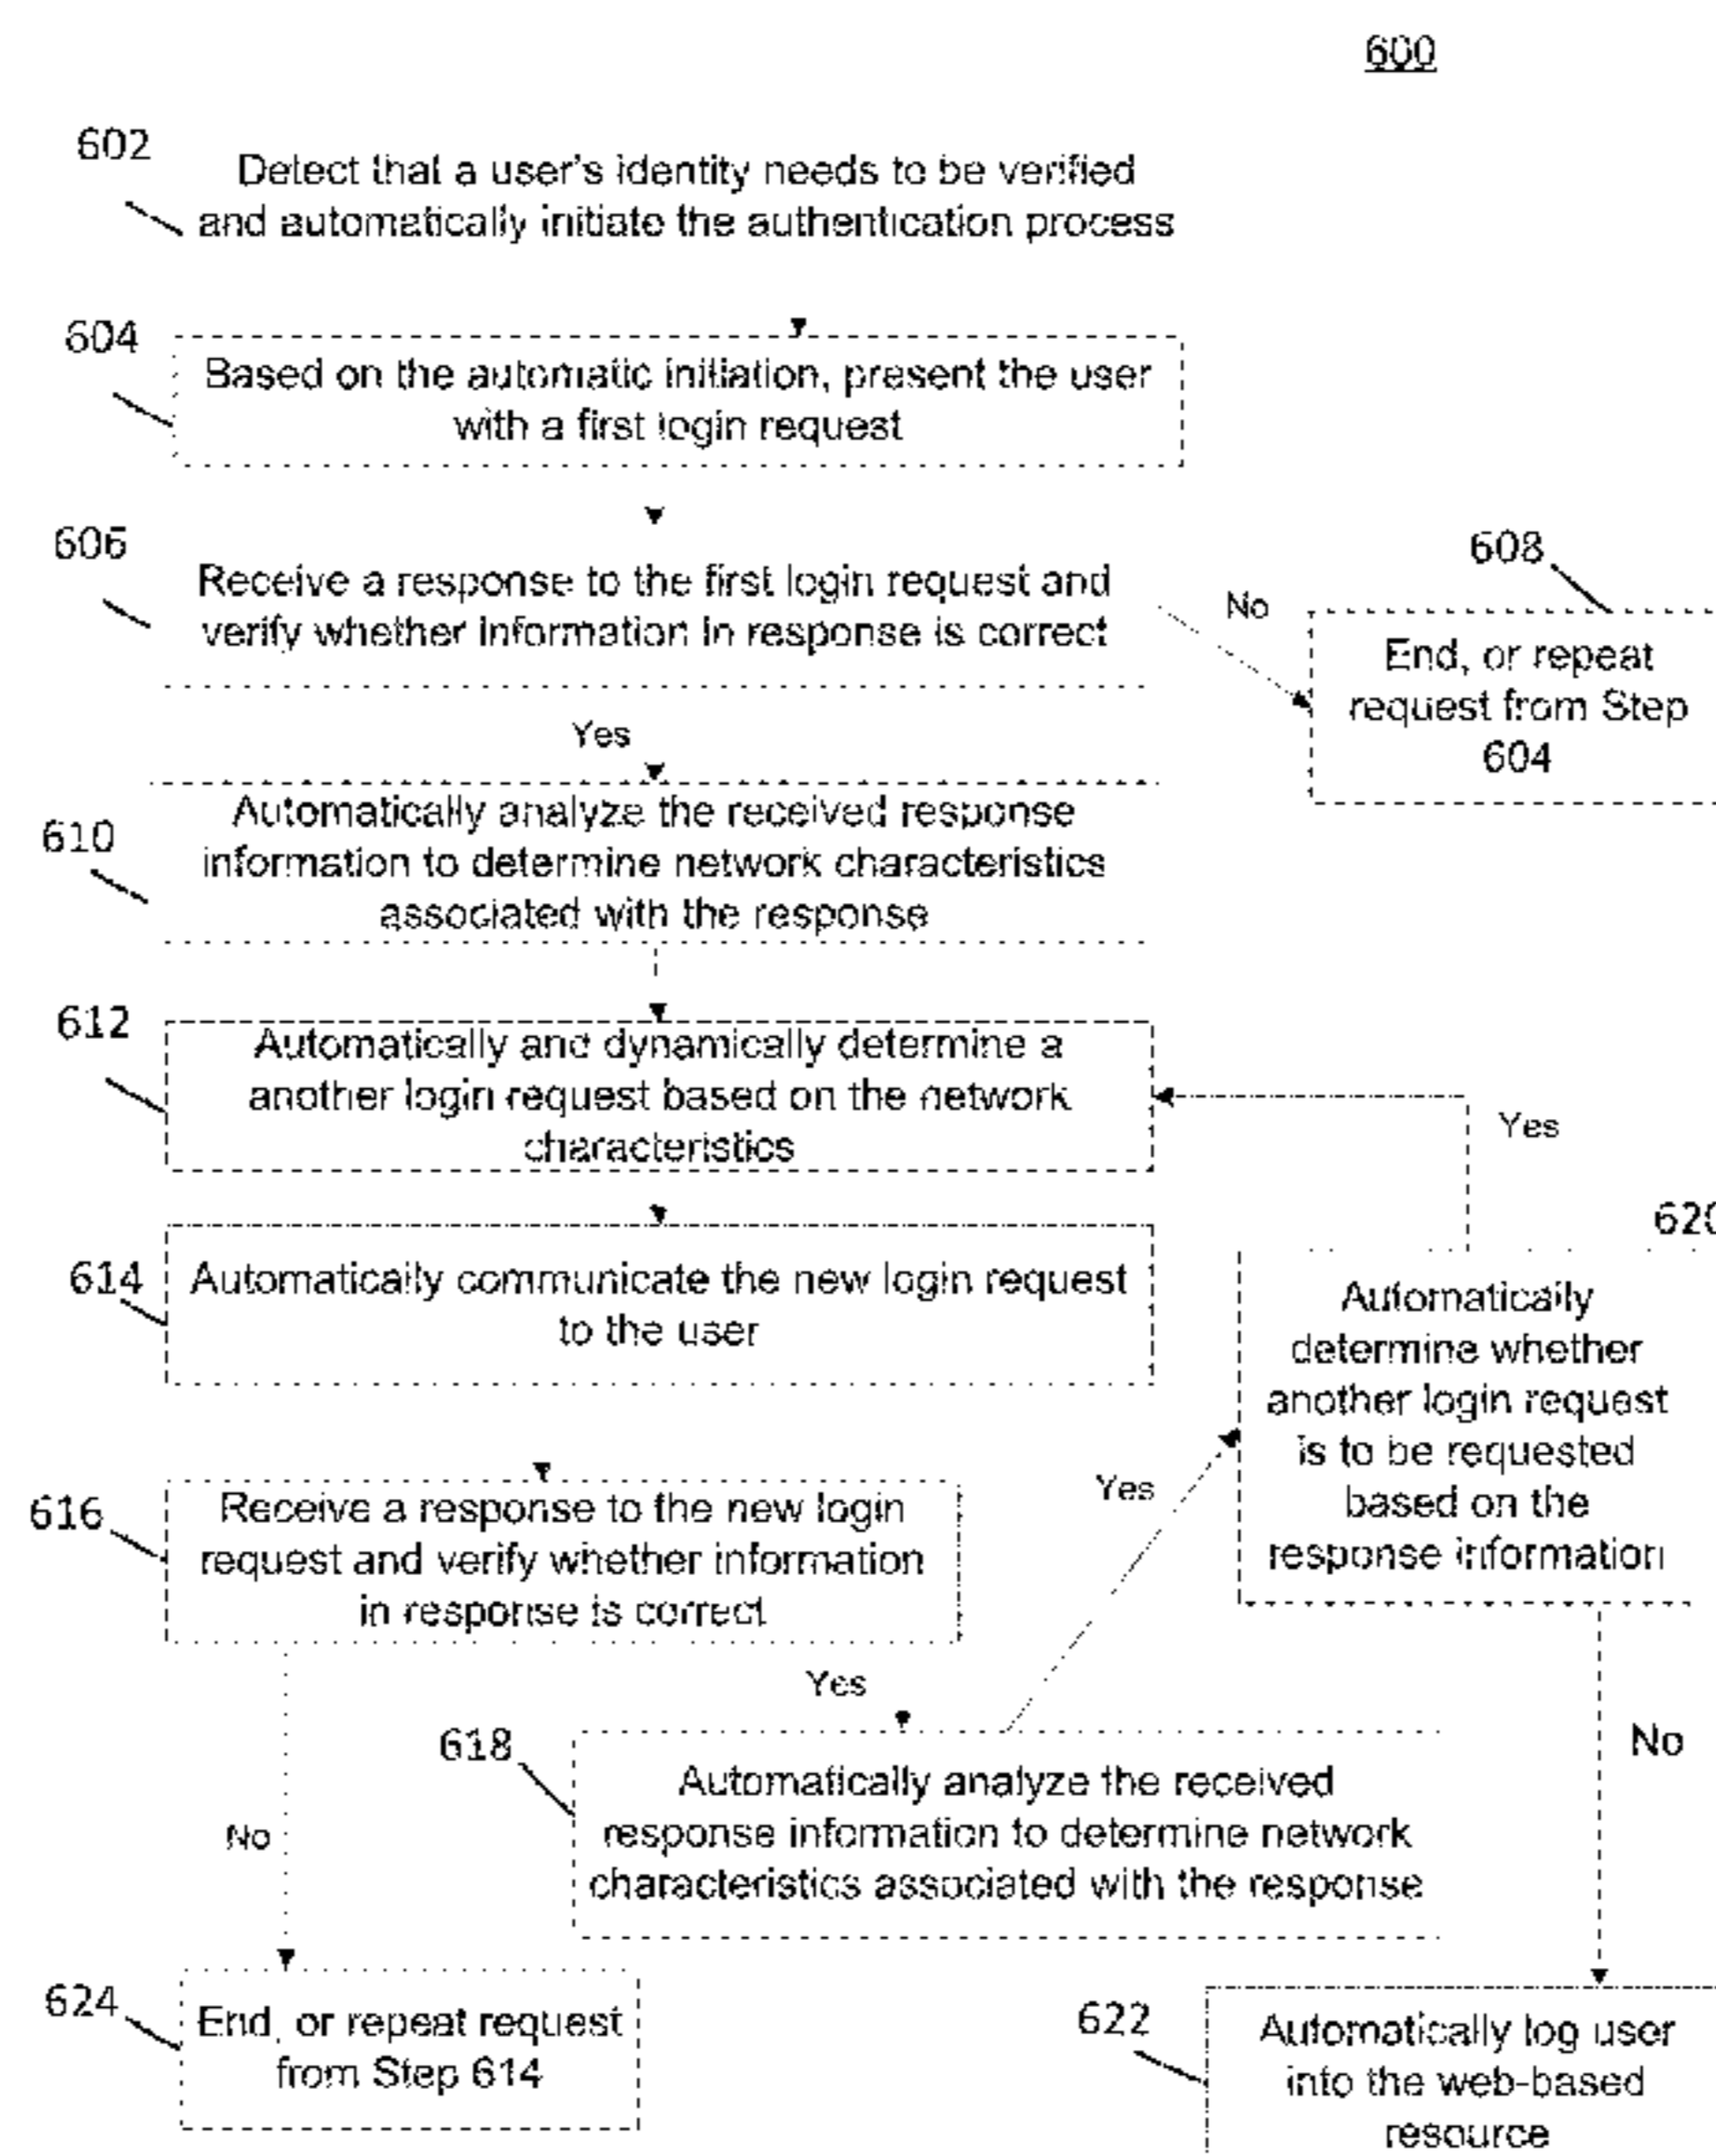 600
602
Detect that a user's identity needs to be verified
and automatically initiate the authentication process
604
Based on the automatic initiation, present the user
with a first login request
606
Receive a response to the first login request and
verify whether information in response is correct
No
608
End, or repeat
request from Step
604
Yes
610
Automatically analyze the received response
information to determine network characteristics
associated with the response
612
Automatically and dynamically determine a
another login request based on the network
characteristics
Yes
614
Automatically communicate the new login request
to the user
620
Automatically
determine whether
another login request
is to be requested
based on the
response information
616
Receive a response to the new login
request and verify whether information
in response is correct
Yes
Yes
No
618
Automatically analyze the received
response information to determine network
characteristics associated with the response
No
624
End, or repeat request
from Step 614
622
Automatically log user
into the web-based
resource